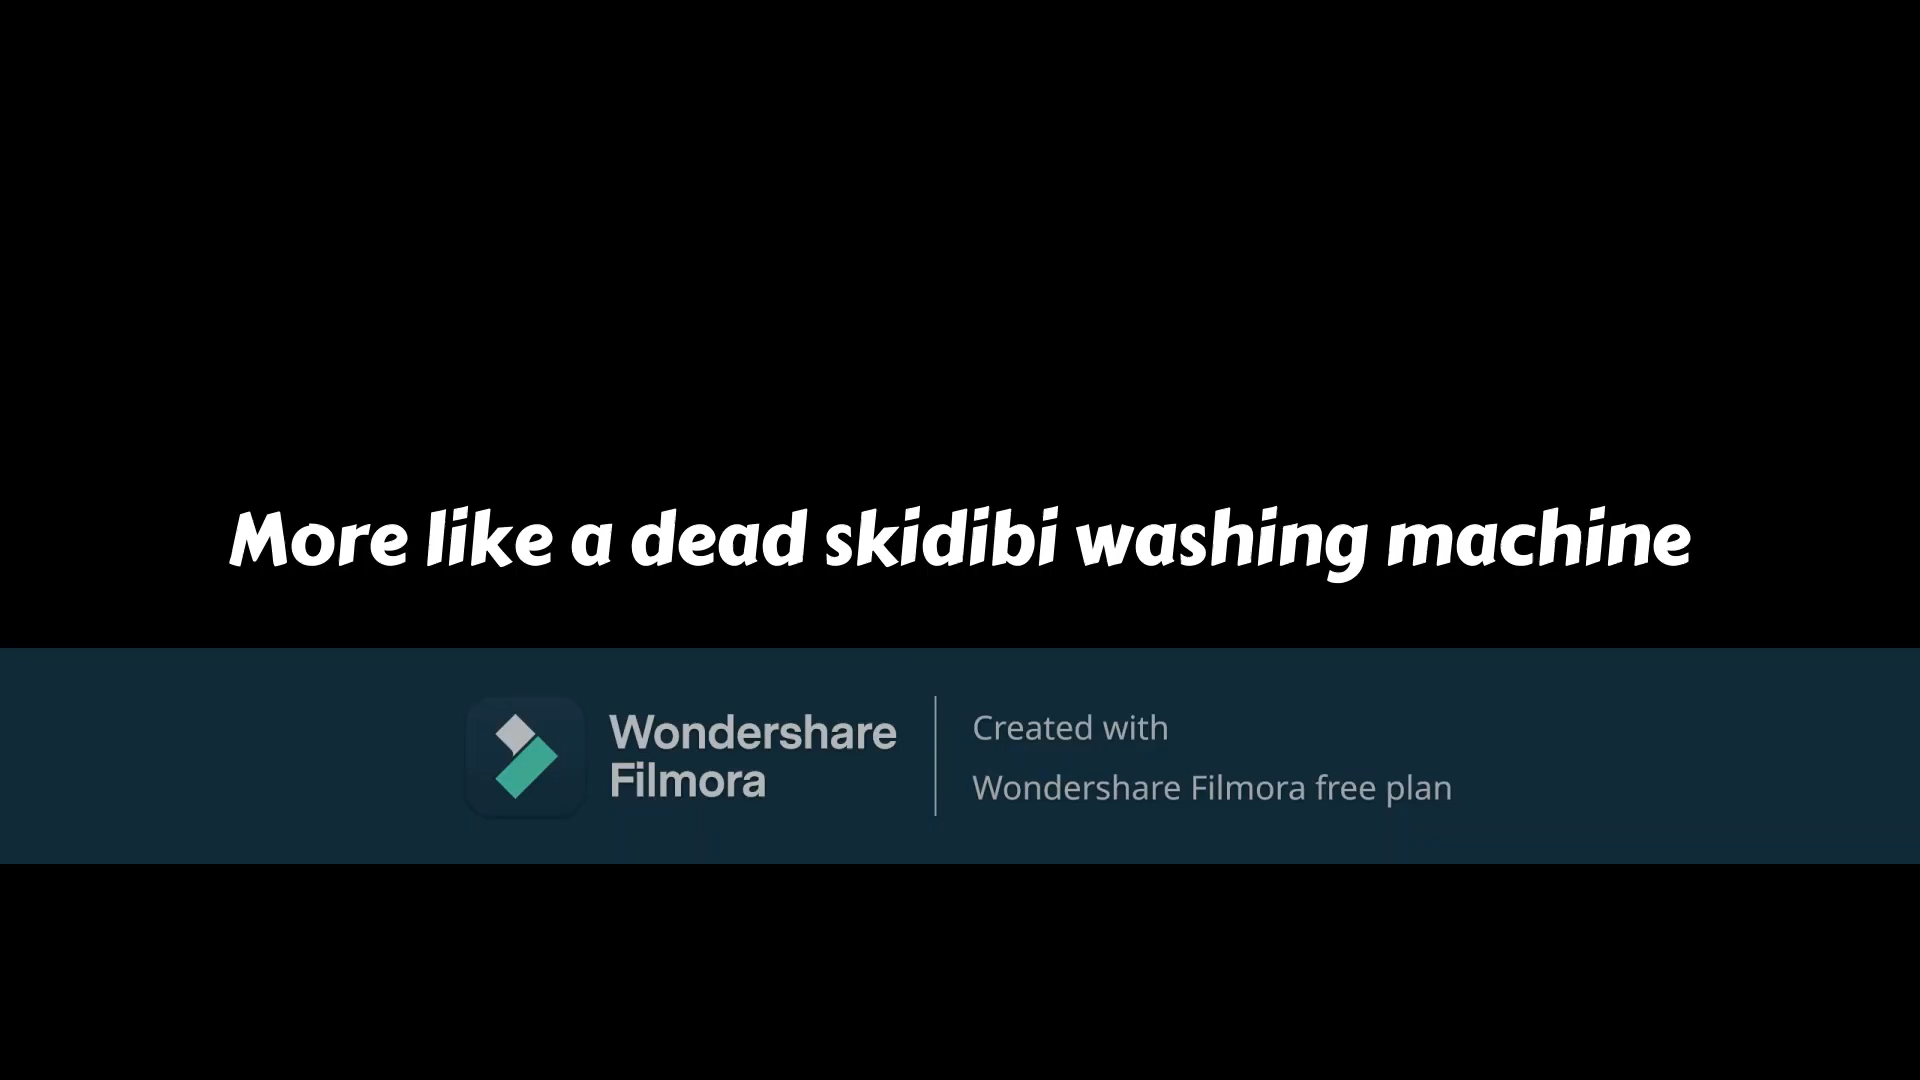 More like a dead skidibi washing machine
Wondershare
Filmora
Created with
Wondershare Filmora free plan